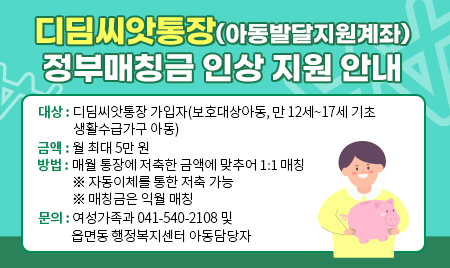 디딤씨앗통장(아동발달지원계좌)
정부매칭금 인상 지원 안내
대상 : 디딤씨앗통장 가입자(보호대상아동, 만 12세~17세 기초
생활수급가구 아동)
금액 : 월 최대 5만 원
방법 : 매월 통장에 저축한 금액에 맞추어 1:1 매칭
※ 자동이체를 통한 저축 가능
※ 매칭금은 익월 매칭
문의 : 여성가족과 041-540-2108 및
읍면동 행정복지센터 아동담당자